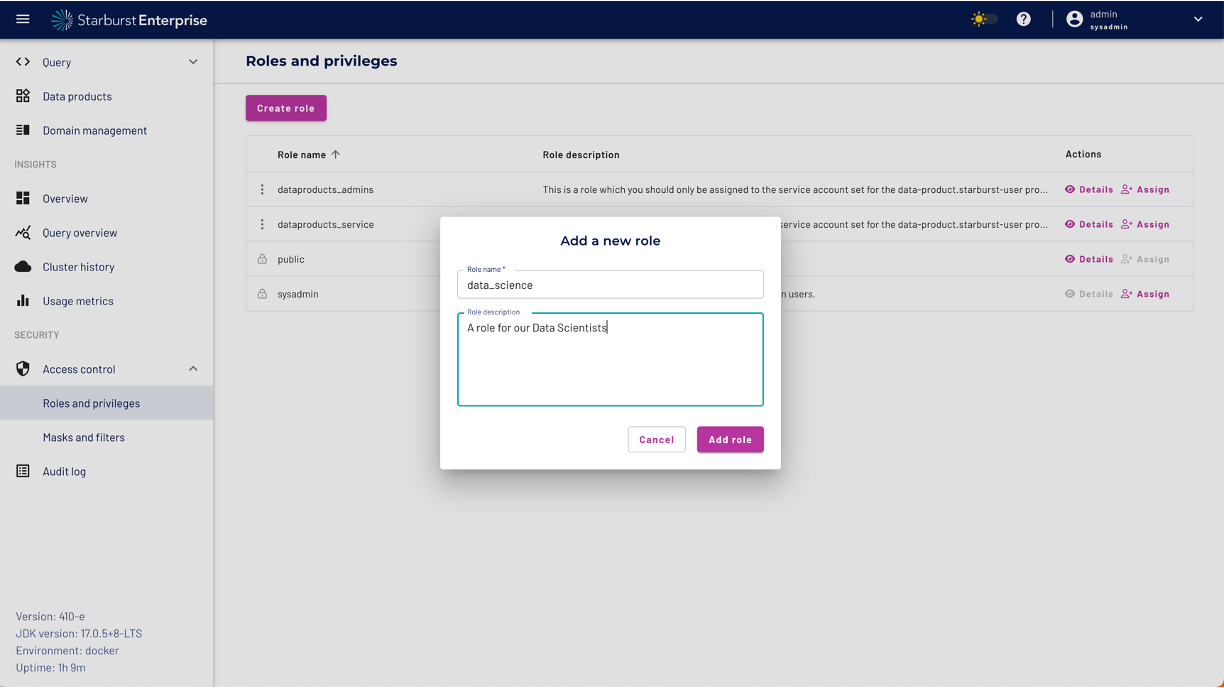 Starburst Enterprise
admin
sysadmin
Query
Data products
Domain management
INSIGHTS
Overview
Query overview
Cluster history
Usage metrics
SECURITY
Access control
Roles and privileges
Masks and filters
Audit log
Version: 410-e
JDK version: 17.0.5+8-LTS
Environment: docker
Uptime: 1h 9m
Roles and privileges
Create role
Role name Role description Actions
dataproducts_admins This is a role which you should only be assigned to the service account set for the data-product.starburst-user pro... Details Assign
dataproducts_service service account set for the data-product.starburst-user pro... Details Assign
public Details Assign
sysadmin users. Details Assign
Add a new role
Role name *
data_science
Role description
A role for our Data Scientists
Cancel Add role